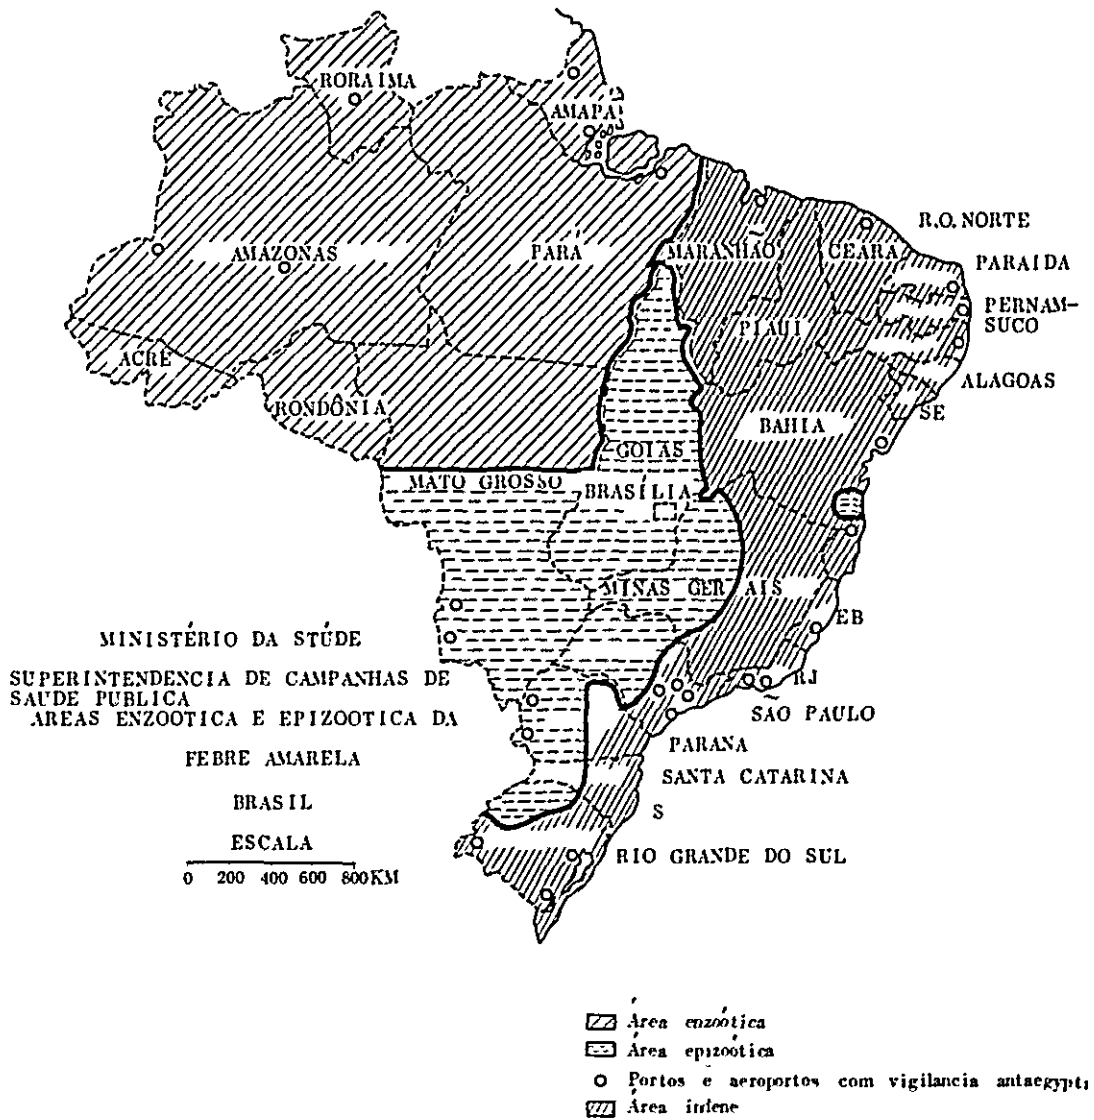 RORAIMA
AMAPÁ
AMAZONAS
PARÁ
MARANHÃO
CEARA
R.O. NORTE
PARAIDA
PERNAM-
SUCO
PIAUI
ACRE
ALAGOAS
RONDÔNIA
SE
BAHIA
GOIAS
MATO GROSSO
BRASÍLIA
MINAS GERAIS
EB
RJ
SÃO PAULO
PARANA
SANTA CATARINA
S
RIO GRANDE DO SUL
MINISTÉRIO DA STÚDE
SUPERINTENDENCIA DE CAMPANHAS DE
SAUDE PUBLICA
AREAS ENZOOTICA E EPIZOOTICA DA
FEBRE AMARELA
BRASIL
ESCALA
0 200 400 600 800KM
Área enzoótica
Área epizoótica
Portos e aeroportos com vigilancia antaegypti
Área indene